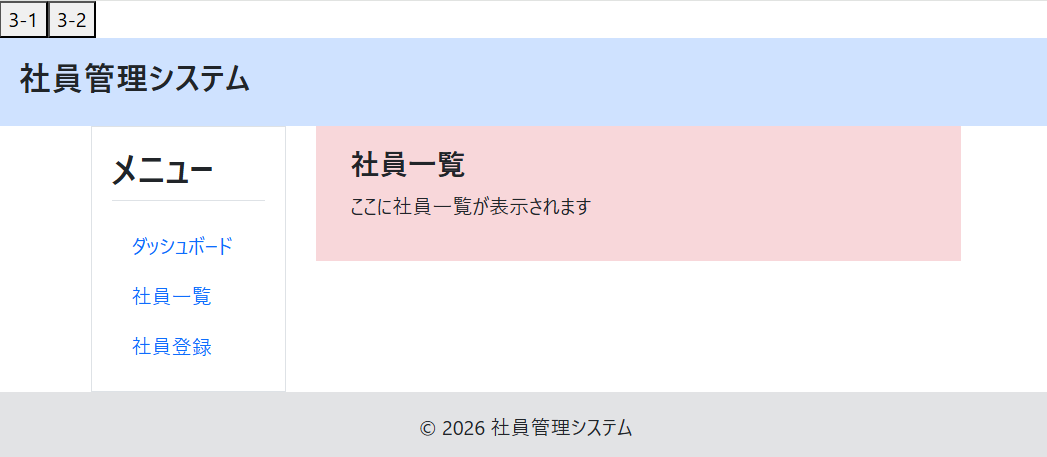 3-1 3-2
社員管理システム
メニュー
ダッシュボード
社員一覧
社員登録
社員一覧
ここに社員一覧が表示されます
© 2026 社員管理システム